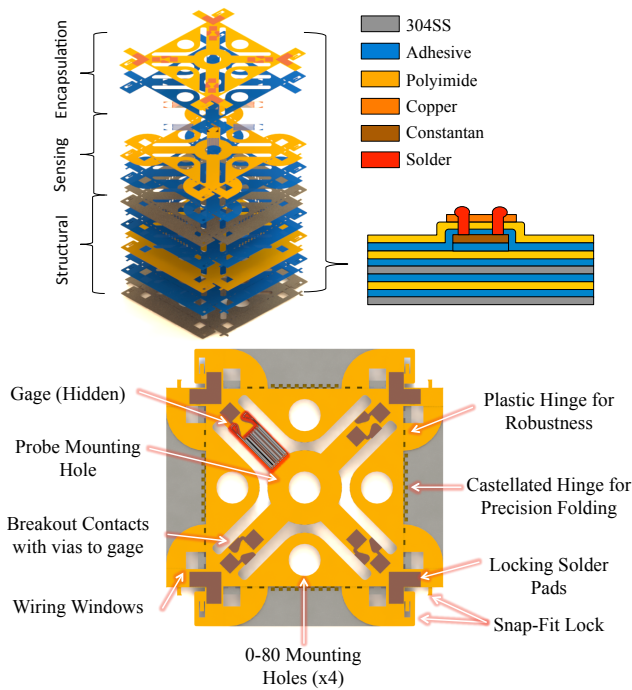 Encapsulation
Sensing
Structural
304SS
Adhesive
Polyimide
Copper
Constantan
Solder
Gage (Hidden)
Probe Mounting
Hole
Breakout Contacts
with vias to gage
Wiring Windows
0-80 Mounting
Holes (x4)
Plastic Hinge for
Robustness
Castellated Hinge for
Precision Folding
Locking Solder
Pads
Snap-Fit Lock